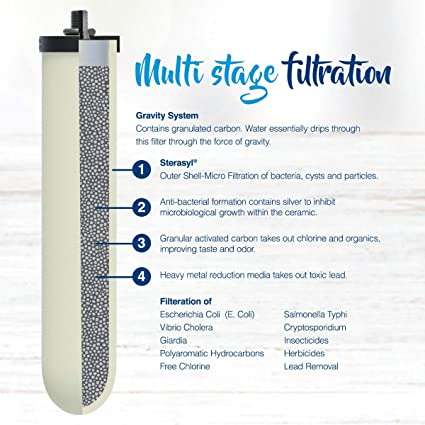 Multi stage filtration
Gravity System
Contains granulated carbon. Water essentially drips through
this filter through the force of gravity.
1
Sterasyl®
Outer Shell-Micro Filtration of bacteria, cysts and particles.
2
Anti-bacterial formation contains silver to inhibit
microbiological growth within the ceramic.
3
Granular activated carbon takes out chlorine and organics,
improving taste and odor.
4
Heavy metal reduction media takes out toxic lead.
Filteration of
Escherichia Coli (E. Coli)
Vibrio Cholera
Giardia
Polyaromatic Hydrocarbons
Free Chlorine
Salmonella Typhi
Cryptosporidium
Insecticides
Herbicides
Lead Removal